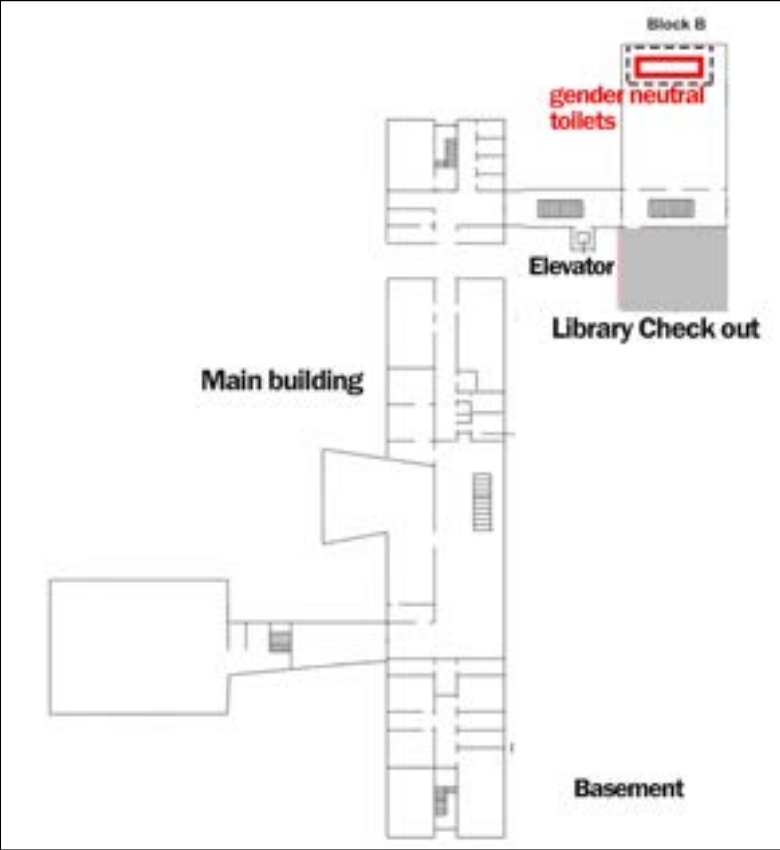 Block B
gender neutral
toilets
Elevator
Library Check out
Main building
Basement